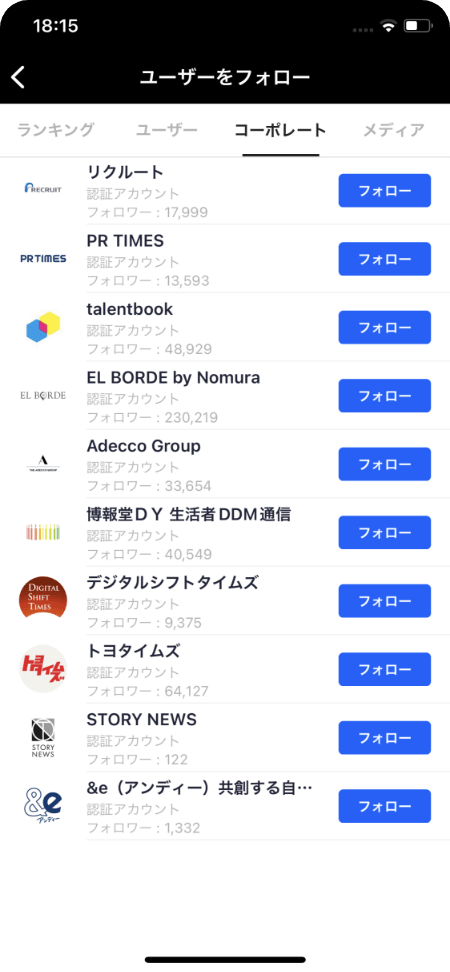 18:15
ユーザーをフォロー
ランキング ユーザー コーポレート メディア
RECRUIT
リクルート
認証アカウント
フォロワー : 17,999
フォロー
PR TIMES
PR TIMES
認証アカウント
フォロワー : 13,593
フォロー
talentbook
認証アカウント
フォロワー : 48,929
フォロー
EL BORDE
EL BORDE by Nomura
認証アカウント
フォロワー : 230,219
フォロー
A
THE ADECCO GROUP
Adecco Group
認証アカウント
フォロワー : 33,654
フォロー
博報堂DY 生活者DDM通信
認証アカウント
フォロワー : 40,549
フォロー
DIGITAL
SHIFT
TIMES
デジタルシフトタイムズ
認証アカウント
フォロワー : 9,375
フォロー
トヨタイムズ
トヨタイムズ
認証アカウント
フォロワー : 64,127
フォロー
STORY
NEWS
STORY NEWS
認証アカウント
フォロワー : 122
フォロー
&e
アンディー
&e（アンディー）共創する自…
認証アカウント
フォロワー : 1,332
フォロー